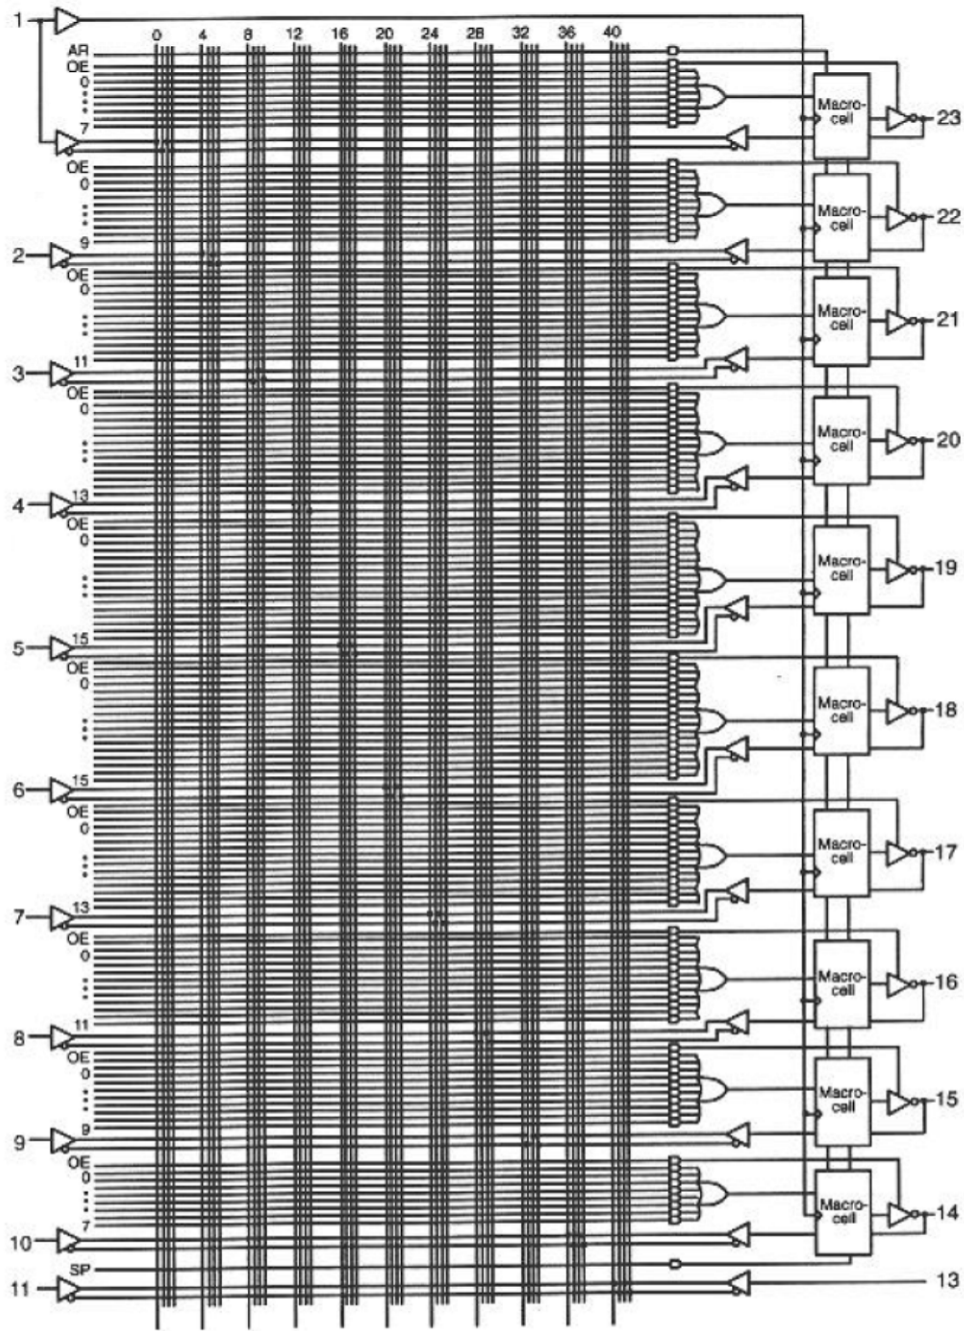 1
0 4 8 12 16 20 24 28 32 36 40
AR
OE
0
7
Macro-
cell
23
OE
0
9
Macro-
cell
22
2
OE
0
11
Macro-
cell
21
3
OE
0
13
Macro-
cell
20
4
OE
0
15
Macro-
cell
19
5
OE
0
15
Macro-
cell
18
6
OE
0
13
Macro-
cell
17
7
OE
0
11
Macro-
cell
16
8
OE
0
9
Macro-
cell
15
9
OE
0
7
Macro-
cell
14
10
SP
11
13